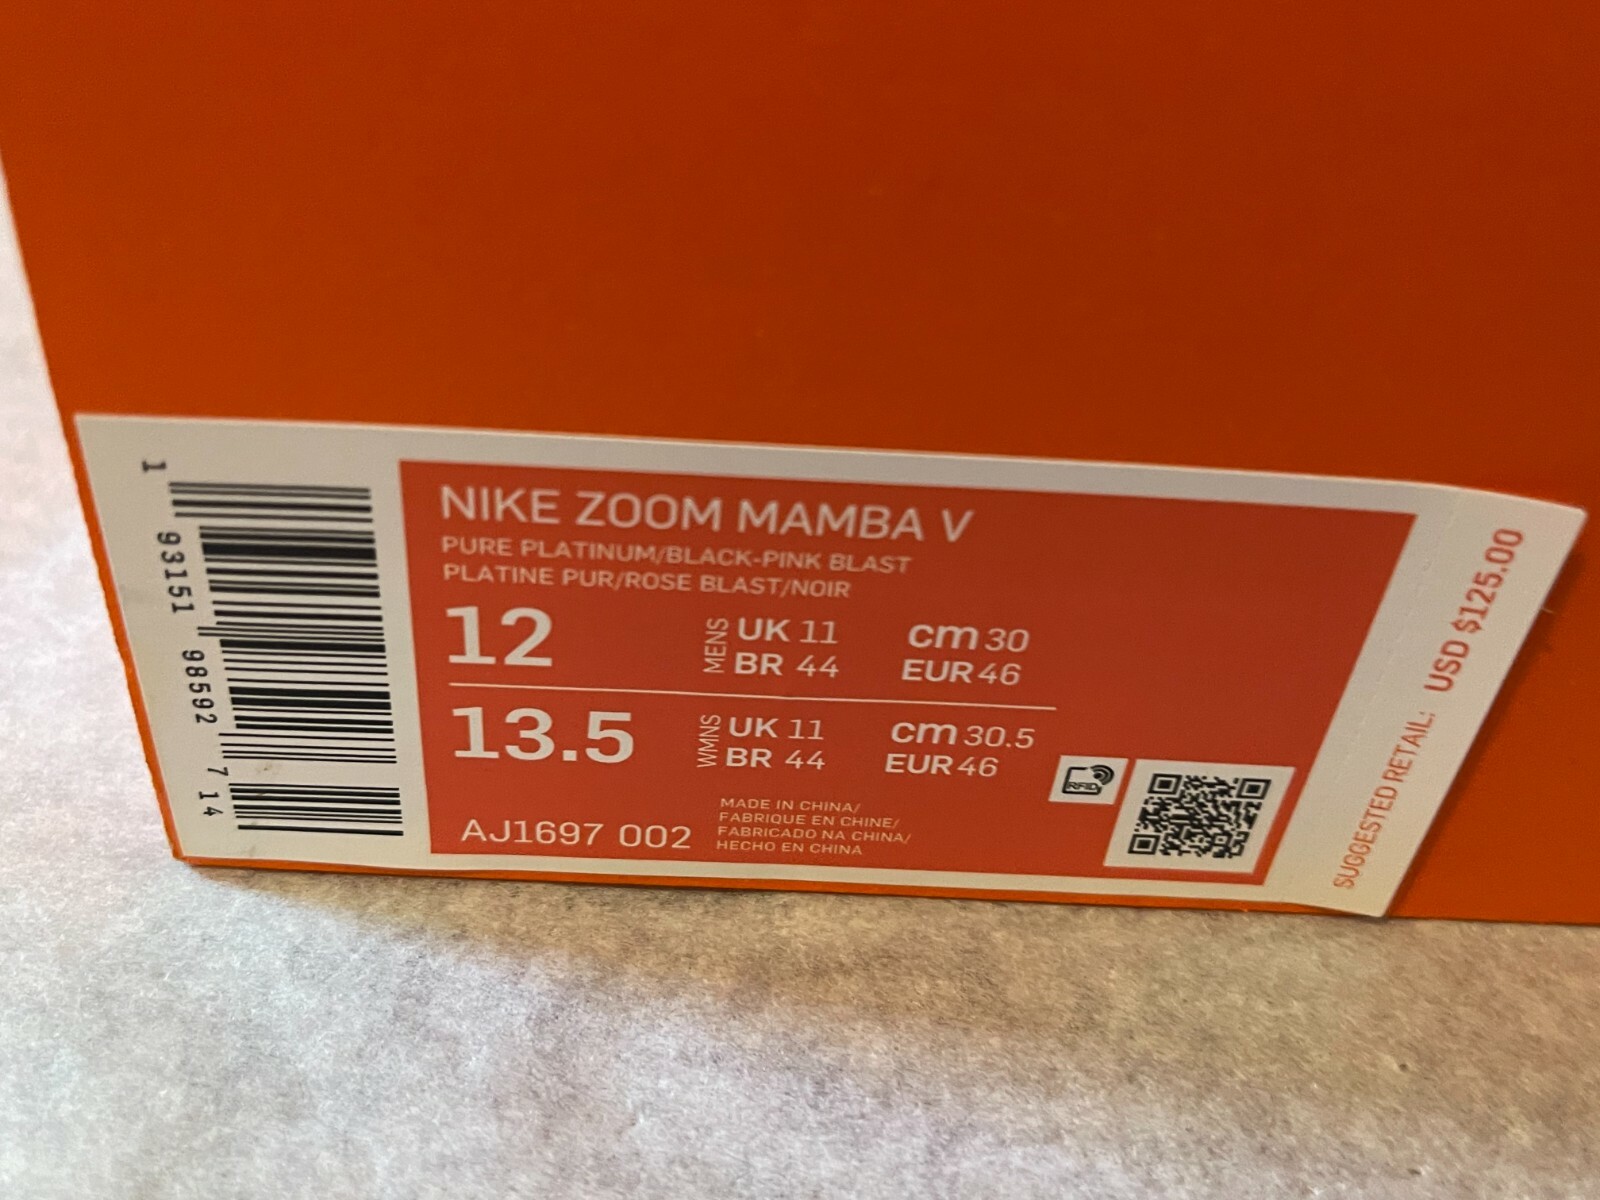 1 93151 98592 7 14
NIKE ZOOM MAMBA V
PURE PLATINUM/BLACK-PINK BLAST
PLATINE PUR/ROSE BLAST/NOIR
12 MENS UK 11 cm 30
BR 44 EUR 46
13.5 WMNS UK 11 cm 30.5
BR 44 EUR 46
AJ1697 002
MADE IN CHINA/
FABRIQUE EN CHINE/
FABRICADO NA CHINA/
HECHO EN CHINA
RFID
SUGGESTED RETAIL: USD $125.00